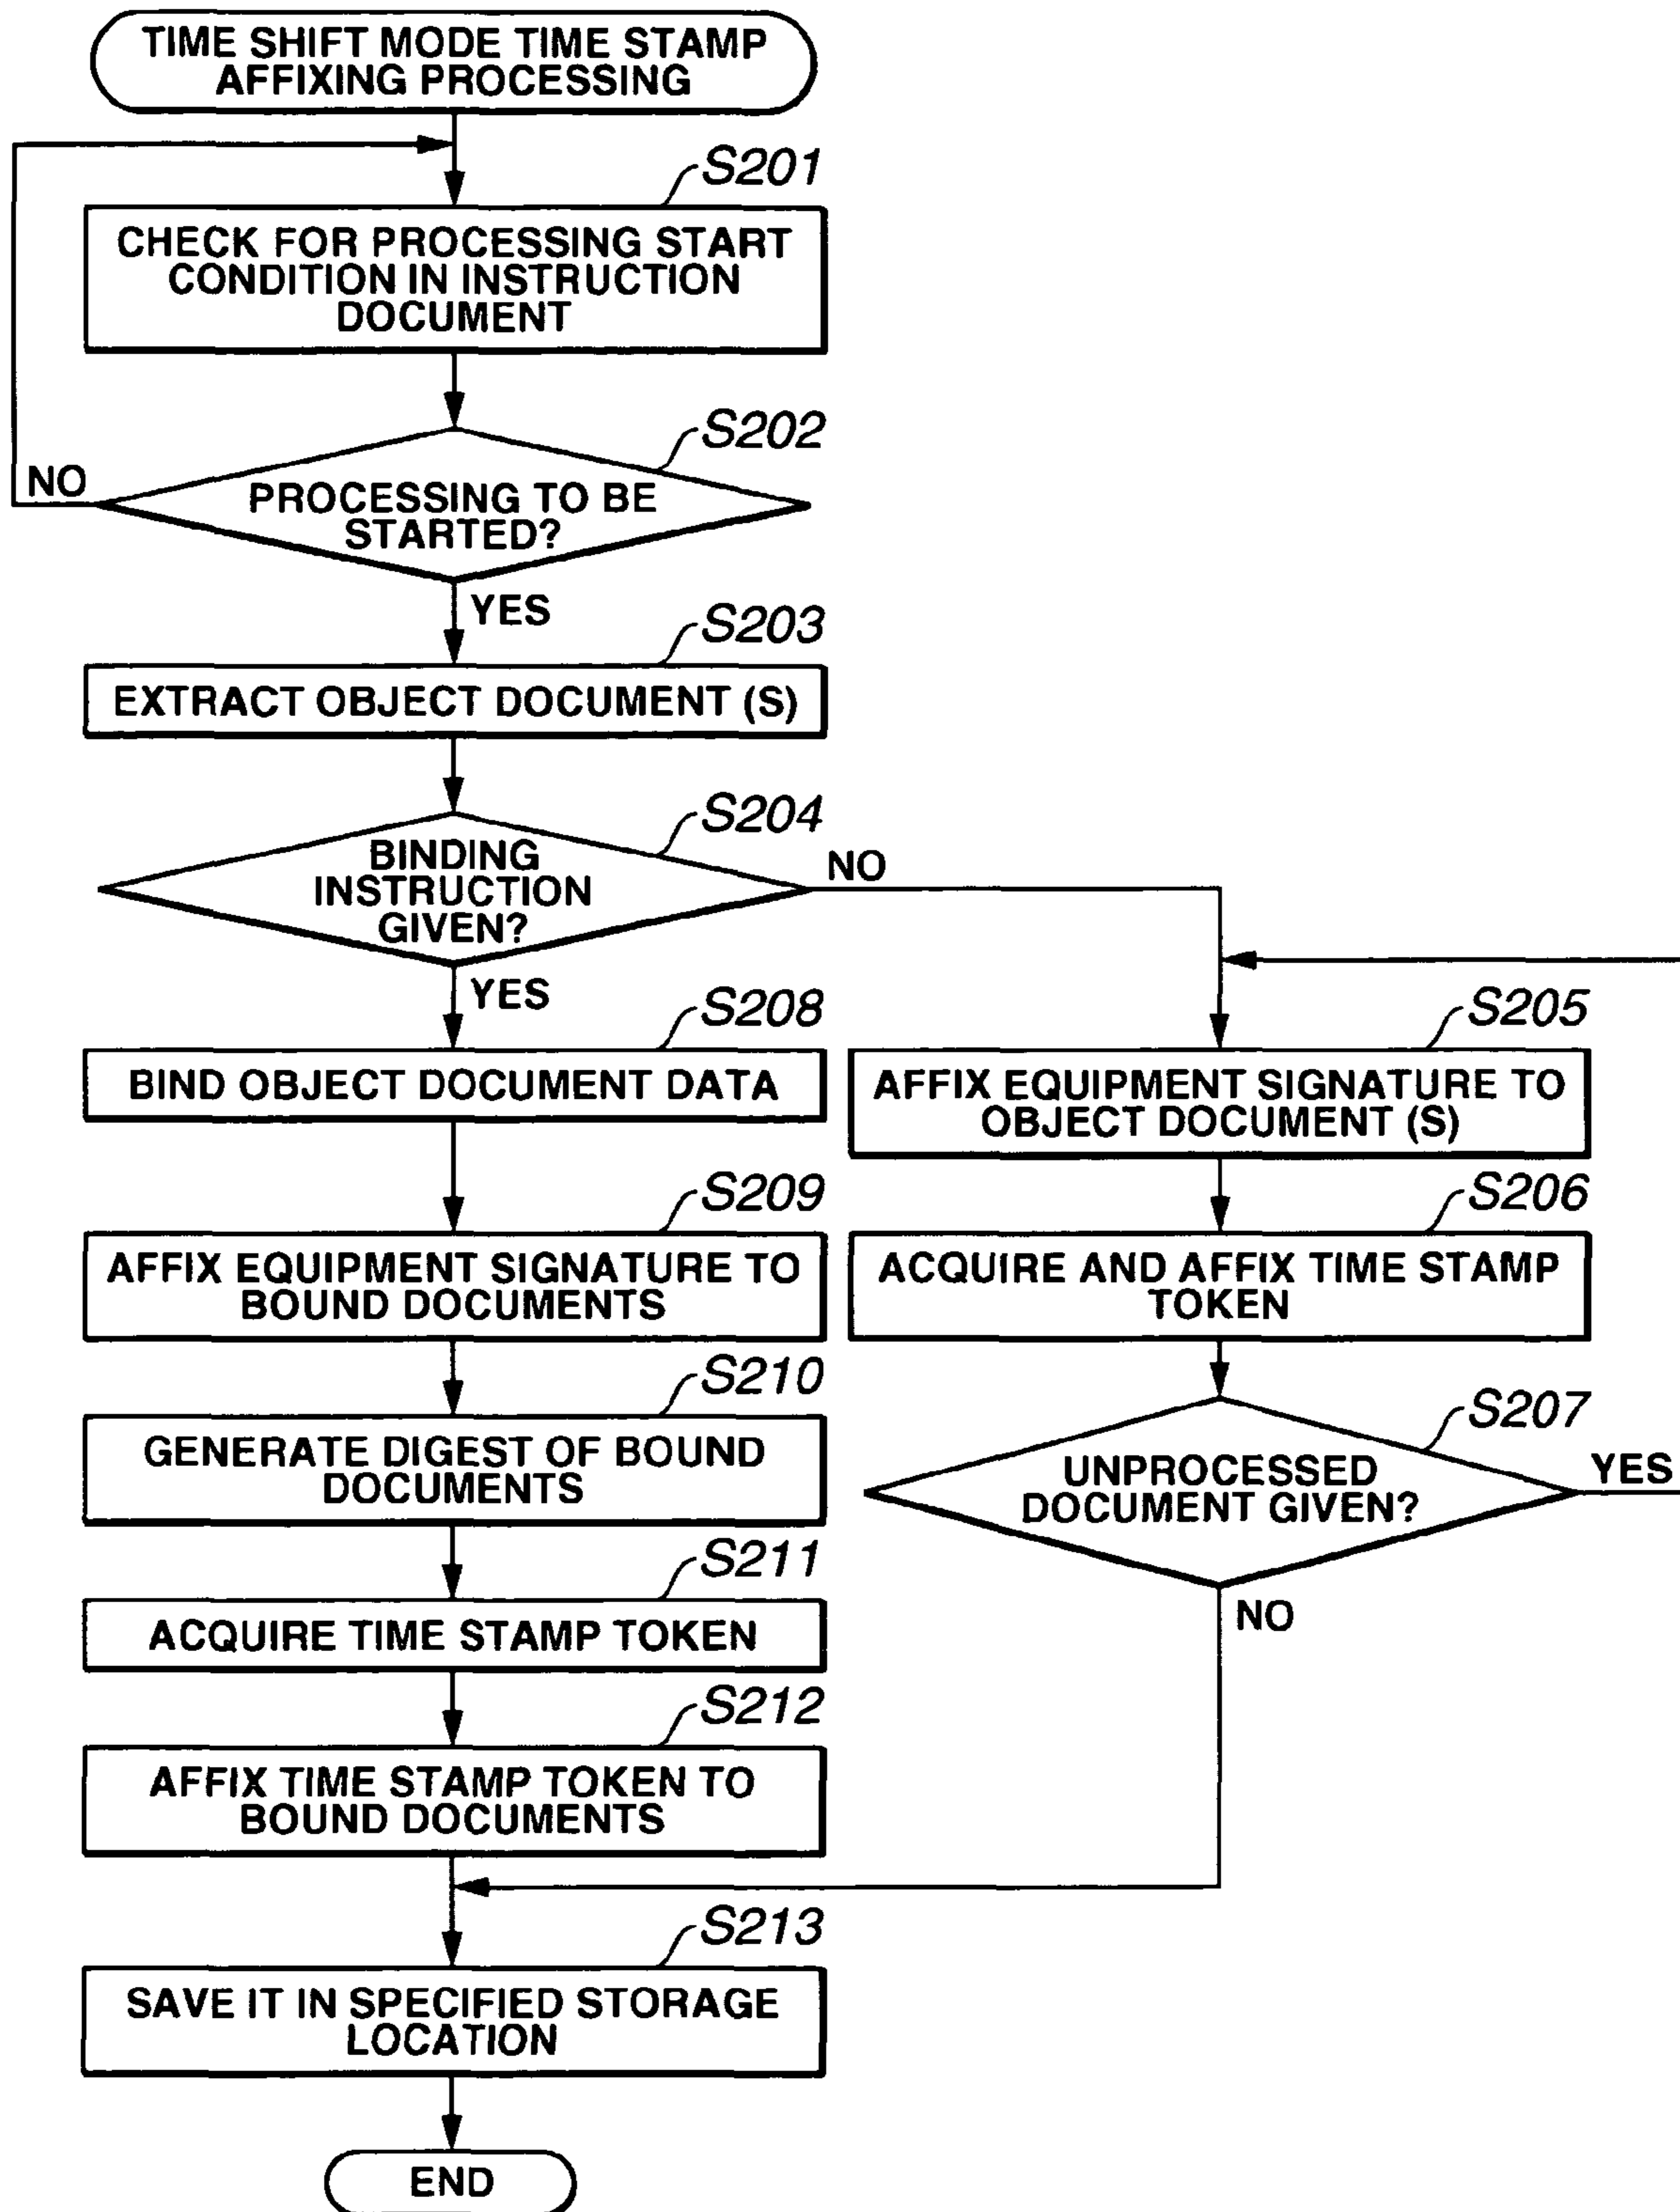 TIME SHIFT MODE TIME STAMP
AFFIXING PROCESSING
S201
CHECK FOR PROCESSING START
CONDITION IN INSTRUCTION
DOCUMENT
S202
NO
PROCESSING TO BE
STARTED?
YES
S203
EXTRACT OBJECT DOCUMENT (S)
S204
BINDING
INSTRUCTION
GIVEN?
NO
YES
S208
BIND OBJECT DOCUMENT DATA
S209
AFFIX EQUIPMENT SIGNATURE TO
BOUND DOCUMENTS
S210
GENERATE DIGEST OF BOUND
DOCUMENTS
S211
ACQUIRE TIME STAMP TOKEN
S212
AFFIX TIME STAMP TOKEN TO
BOUND DOCUMENTS
S205
AFFIX EQUIPMENT SIGNATURE TO
OBJECT DOCUMENT (S)
S206
ACQUIRE AND AFFIX TIME STAMP
TOKEN
S207
UNPROCESSED
DOCUMENT GIVEN?
YES
NO
S213
SAVE IT IN SPECIFIED STORAGE
LOCATION
END